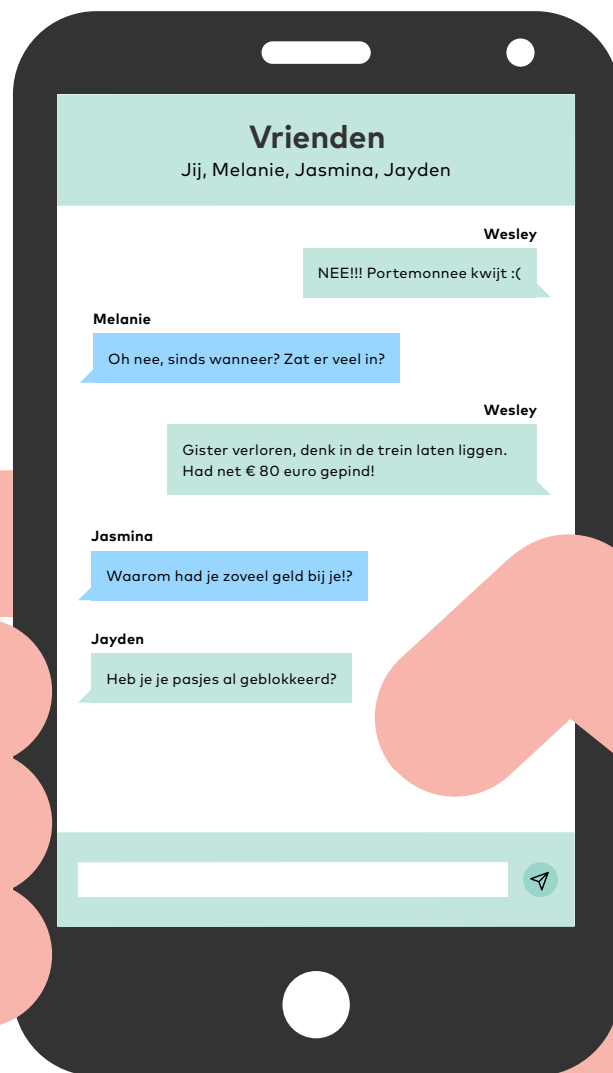 Vrienden
Jij, Melanie, Jasmina, Jayden
Wesley
NEE!!! Portemonnee kwijt :(
Melanie
Oh nee, sinds wanneer? Zat er veel in?
Wesley
Gister verloren, denk in de trein laten liggen.
Had net € 80 euro gepind!
Jasmina
Waarom had je zoveel geld bij je!?
Jayden
Heb je je pasjes al geblokkeerd?